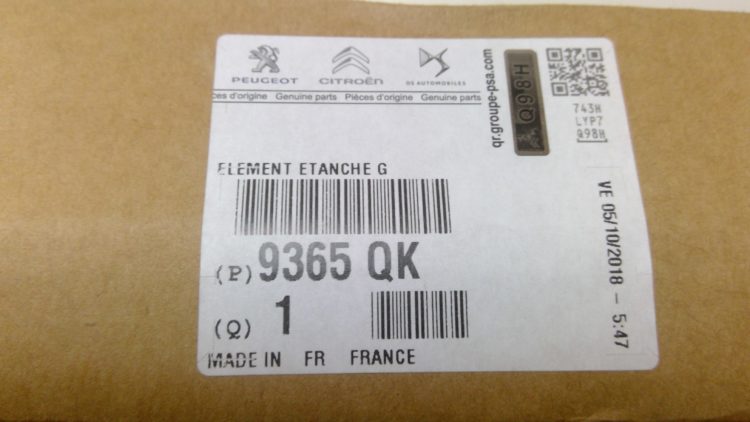 PEUGEOT CITROËN DS AUTOMOBILES
ces d'origine Genuine parts Pièces d'origine Genuine parts
qr.groupe-psa.com
Q98H
743H
LYP7
Q98H
ELEMENT ETANCHE G
(P) 9365 QK
(Q) 1
MADE IN FR FRANCE
VE 05/10/2018 - 5:47